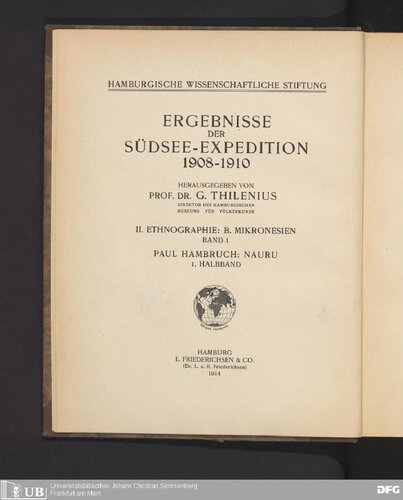 HAMBURGISCHE WISSENSCHAFTLICHE STIFTUNG
ERGEBNISSE
DER
SÜDSEE-EXPEDITION
1908-1910
HERAUSGEGEBEN VON
PROF. DR. G. THILENIUS
DIREKTOR DES HAMBURGISCHEN
MUSEUMS FÜR VÖLKERKUNDE
II. ETHNOGRAPHIE: B. MIKRONESIEN
BAND 1
PAUL HAMBRUCH: NAURU
1. HALBBAND
HAMBURG
L. FRIEDERICHSEN & CO.
(Dr. L. u. R. Friederichsen)
1914
UB
Universitätsbibliothek Johann Christian Senckenberg
Frankfurt am Main
DFG